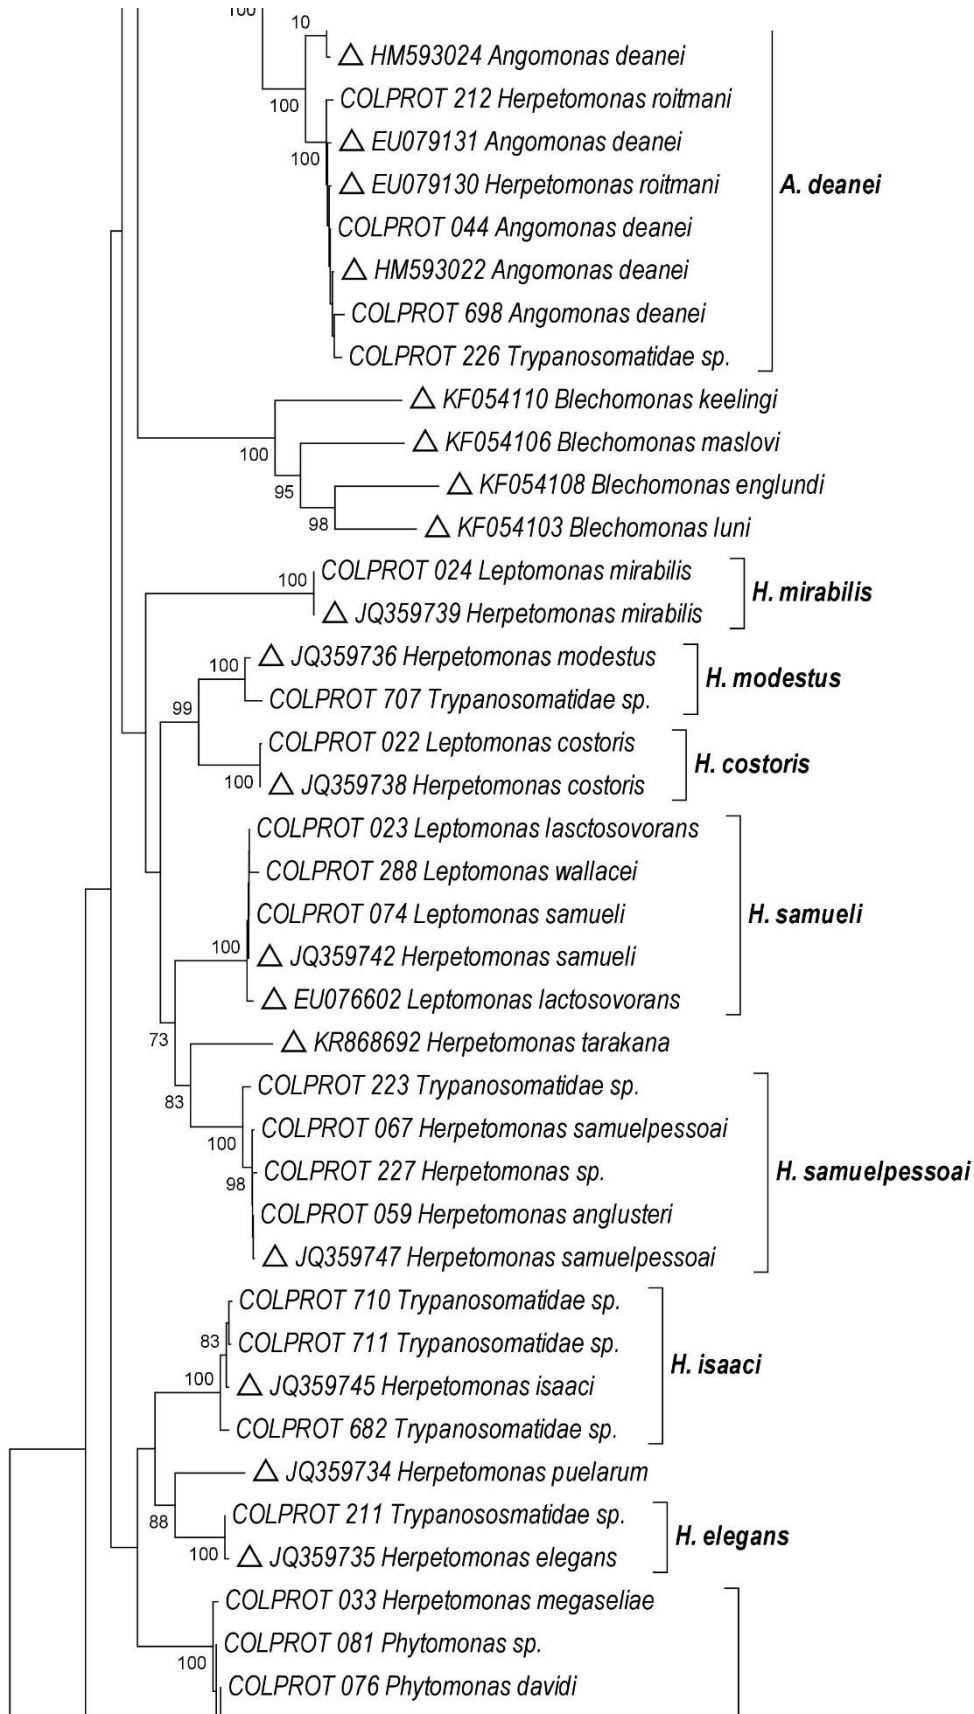 100
10
△ HM593024 Angomonas deanei
100
COLPROT 212 Herpetomonas roitmani
△ EU079131 Angomonas deanei
100
△ EU079130 Herpetomonas roitmani
A. deanei
COLPROT 044 Angomonas deanei
△ HM593022 Angomonas deanei
COLPROT 698 Angomonas deanei
COLPROT 226 Trypanosomatidae sp.
△ KF054110 Blechomonas keelingi
100
△ KF054106 Blechomonas maslovi
95
△ KF054108 Blechomonas englundi
98
△ KF054103 Blechomonas luni
100
COLPROT 024 Leptomonas mirabilis
H. mirabilis
△ JQ359739 Herpetomonas mirabilis
100
△ JQ359736 Herpetomonas modestus
H. modestus
COLPROT 707 Trypanosomatidae sp.
99
COLPROT 022 Leptomonas costoris
H. costoris
100
△ JQ359738 Herpetomonas costoris
COLPROT 023 Leptomonas lasctosovorans
COLPROT 288 Leptomonas wallacei
COLPROT 074 Leptomonas samueli
H. samueli
100
△ JQ359742 Herpetomonas samueli
△ EU076602 Leptomonas lactosovorans
73
△ KR868692 Herpetomonas tarakana
83
COLPROT 223 Trypanosomatidae sp.
100
COLPROT 067 Herpetomonas samuelpessoai
98
COLPROT 227 Herpetomonas sp.
H. samuelpessoai
COLPROT 059 Herpetomonas anglusteri
△ JQ359747 Herpetomonas samuelpessoai
COLPROT 710 Trypanosomatidae sp.
83
COLPROT 711 Trypanosomatidae sp.
H. isaaci
100
△ JQ359745 Herpetomonas isaaci
COLPROT 682 Trypanosomatidae sp.
△ JQ359734 Herpetomonas puelarum
88
COLPROT 211 Trypanososmatidae sp.
H. elegans
100
△ JQ359735 Herpetomonas elegans
COLPROT 033 Herpetomonas megaseliae
COLPROT 081 Phytomonas sp.
100
COLPROT 076 Phytomonas davidi